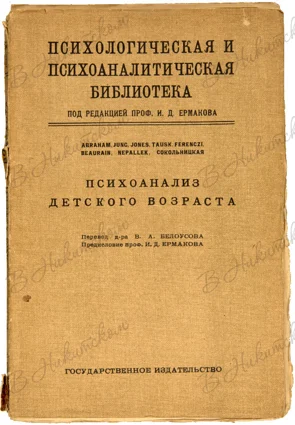 ПСИХОЛОГИЧЕСКАЯ И
ПСИХОАНАЛИТИЧЕСКАЯ
БИБЛИОТЕКА
ПОД РЕДАКЦИЕЙ ПРОФ. И. Д. ЕРМАКОВА
ABRAHAM, JUNG, JONES, TAUSK, FERENCZI,
BEAURAIN, NEPALLEK, СОКОЛЬНИЦКАЯ
ПСИХОАНАЛИЗ
ДЕТСКОГО ВОЗРАСТА
Перевод д-ра В. А. БЕЛОУСОВА
Предисловие проф. И. Д. ЕРМАКОВА
ГОСУДАРСТВЕННОЕ ИЗДАТЕЛЬСТВО
В Никитском